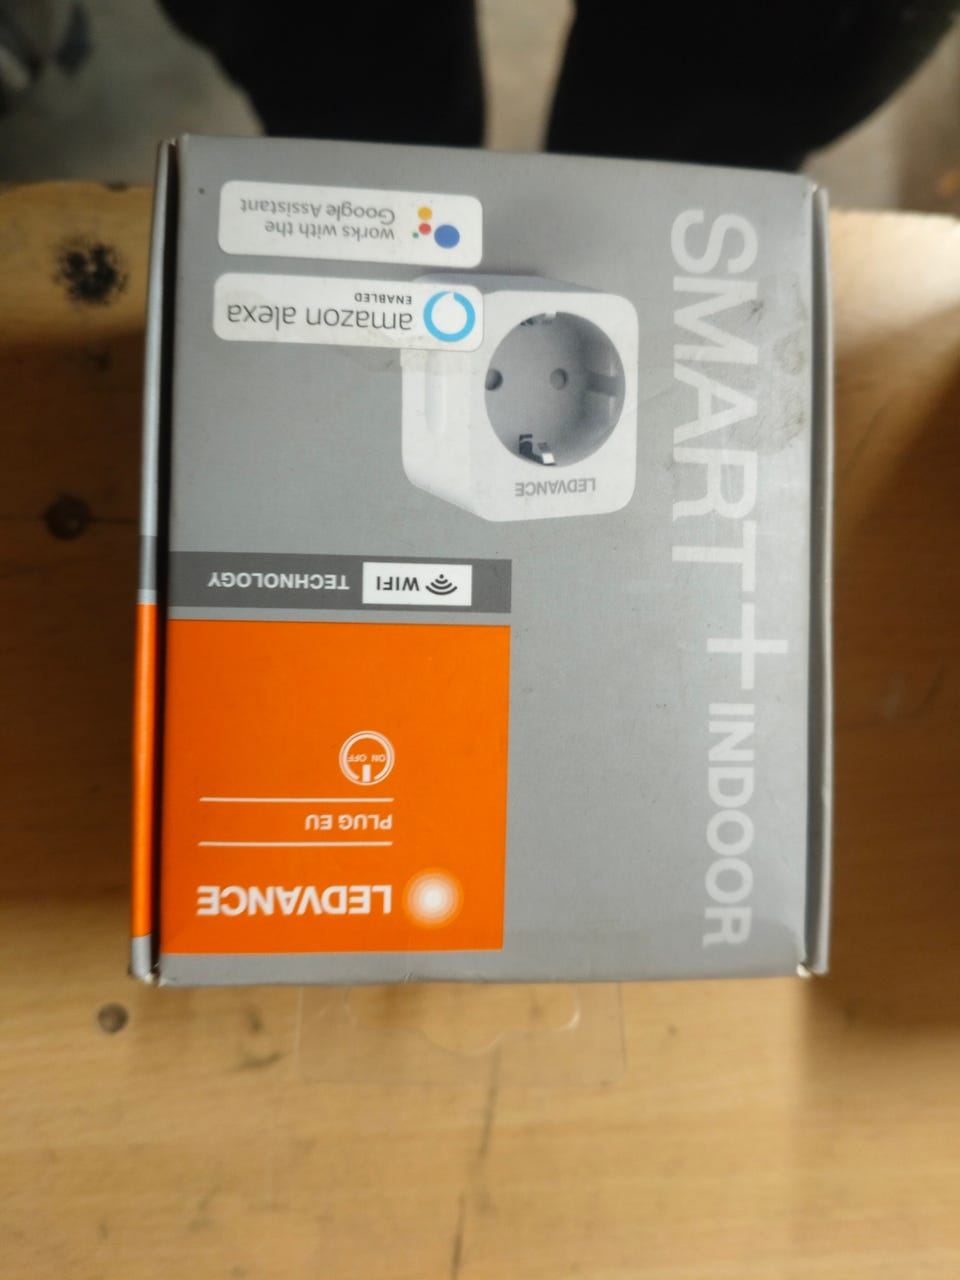 LEDVANCE
PLUG EU
ON OFF
WIFI TECHNOLOGY
LEDVANCE
amazon alexa
ENABLED
works with the
Google Assistant
SMART+ INDOOR